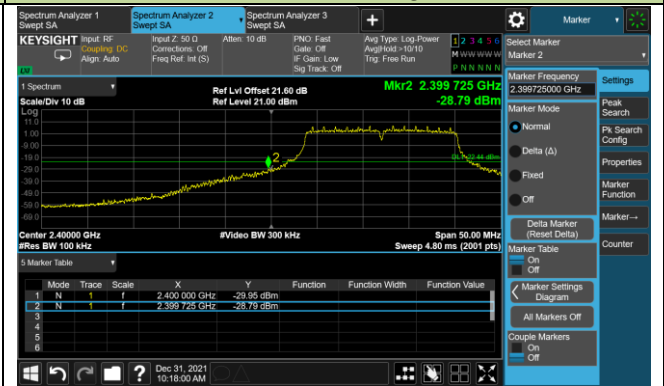 Spectrum Analyzer 1
Swept SA
Spectrum Analyzer 2
Swept SA
Spectrum Analyzer 3
Swept SA
+
Marker
KEYSIGHT
Input: RF
Coupling: DC
Align: Auto
Input Z: 50 Ω
Corrections: Off
Freq Ref: Int (S)
Atten: 10 dB
PNO: Fast
Gate: Off
IF Gain: Low
Sig Track: Off
Avg Type: Log-Power
Avg|Hold:>10/10
Trig: Free Run
1 2 3 4 5 6
M W W W W W
P N N N N N
Select Marker
Marker 2
1 Spectrum
Scale/Div 10 dB
Log
Ref Lvl Offset 21.60 dB
Ref Level 21.00 dBm
Mkr2 2.399 725 GHz
-28.79 dBm
11.0
1.00
-9.00
-19.0
-29.0
-39.0
-49.0
-59.0
-69.0
2
Center 2.40000 GHz
#Res BW 100 kHz
#Video BW 300 kHz
Span 50.00 MHz
Sweep 4.80 ms (2001 pts)
5 Marker Table
Mode Trace Scale X Y Function Function Width Function Value
1 N 1 f 2.400 000 GHz -29.95 dBm
2 N 1 f 2.399 725 GHz -28.79 dBm
3
4
5
6
Marker Frequency
2.399725000 GHz
Marker Mode
Normal
Delta (Δ)
Fixed
Off
Delta Marker
(Reset Delta)
Marker Table
On
Off
Marker Settings
Diagram
All Markers Off
Couple Markers
On
Off
Settings
Peak
Search
Pk Search
Config
Properties
Marker
Function
Marker→
Counter
?
Dec 31, 2021
10:18:00 AM